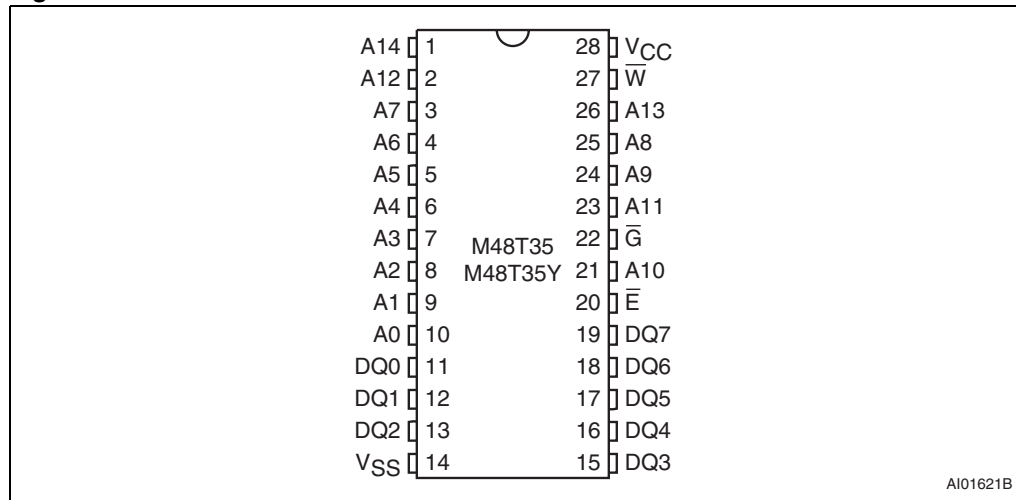 A14 1 28 VCC
A12 2 27 W̅
A7 3 26 A13
A6 4 25 A8
A5 5 24 A9
A4 6 23 A11
A3 7 22 G̅
A2 8 21 A10
A1 9 20 E̅
A0 10 19 DQ7
DQ0 11 18 DQ6
DQ1 12 17 DQ5
DQ2 13 16 DQ4
VSS 14 15 DQ3
M48T35
M48T35Y
AI01621B